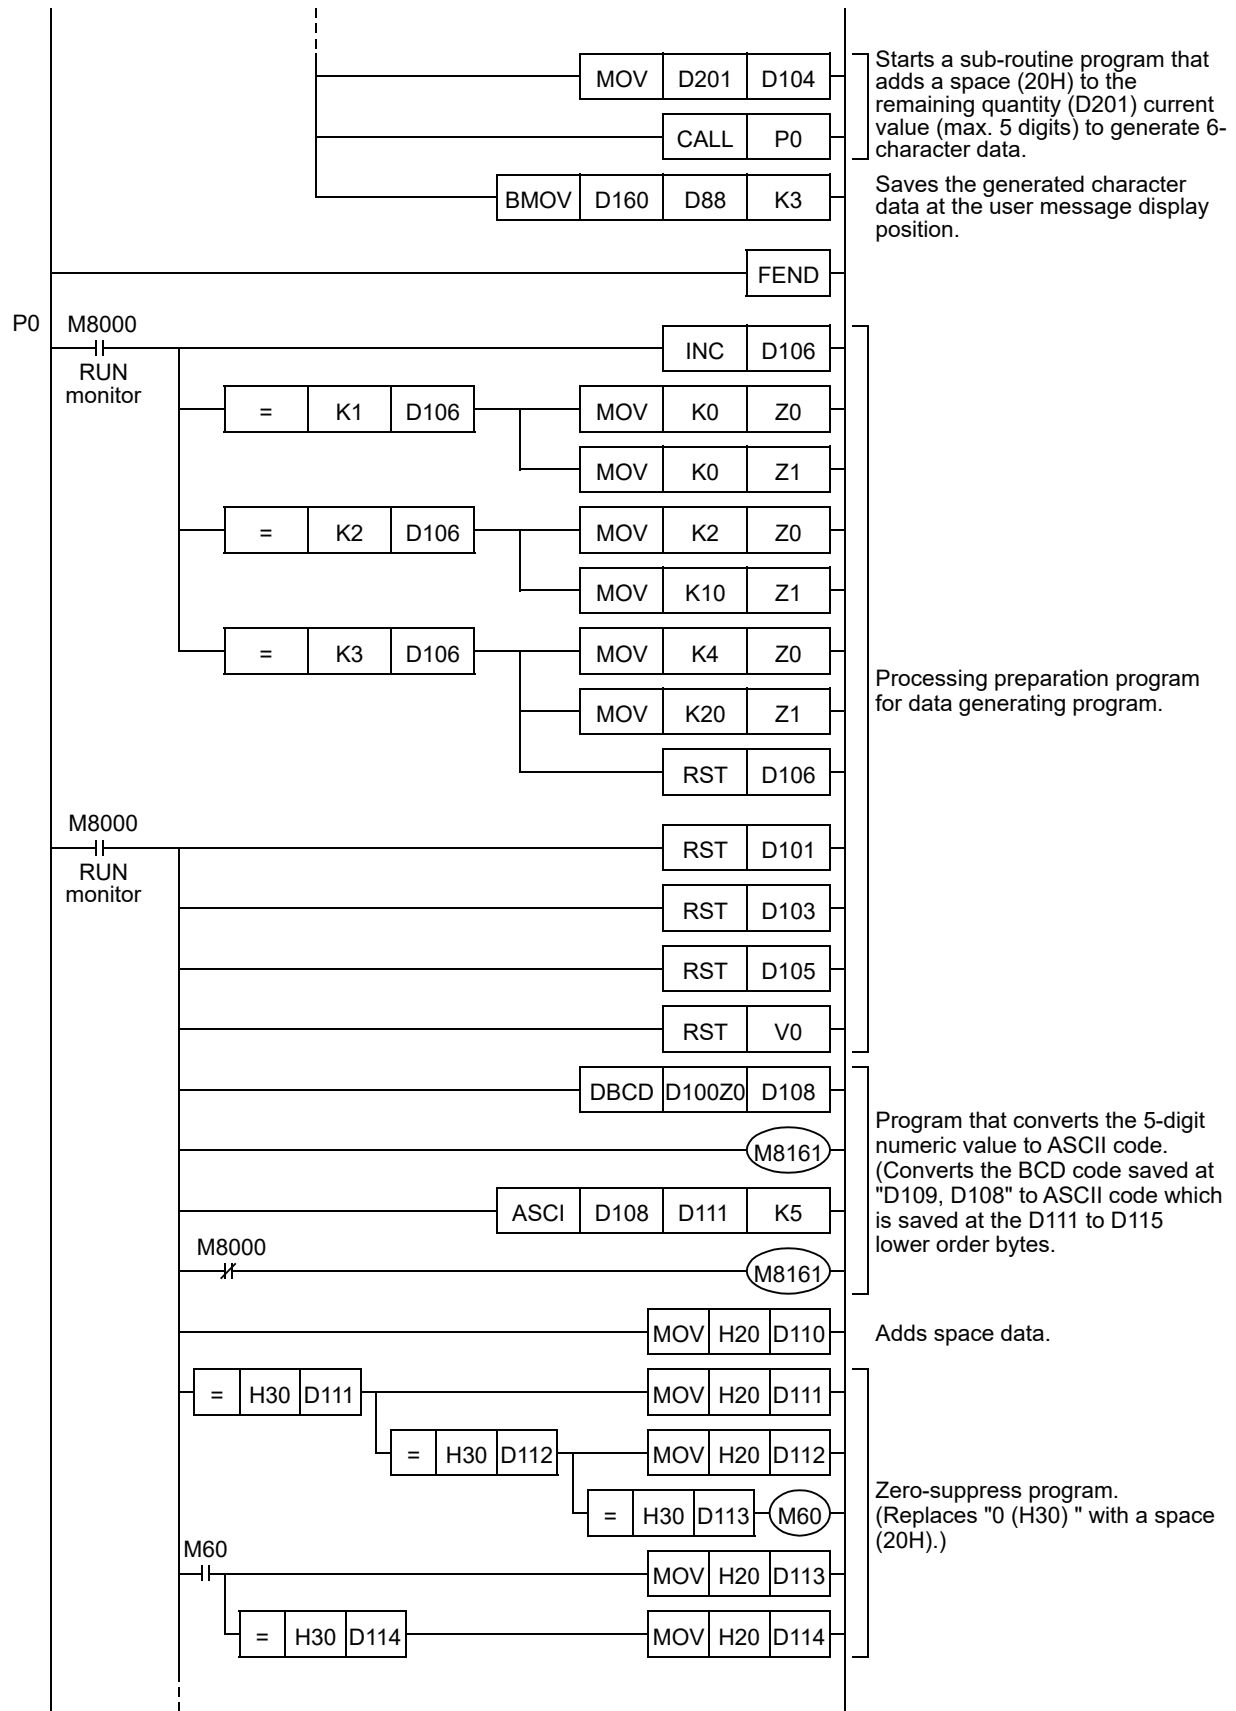 MOV D201 D104
CALL P0
Starts a sub-routine program that
adds a space (20H) to the
remaining quantity (D201) current
value (max. 5 digits) to generate 6-
character data.
BMOV D160 D88 K3
Saves the generated character
data at the user message display
position.
FEND
P0 M8000
RUN
monitor
INC D106
= K1 D106 MOV K0 Z0
MOV K0 Z1
= K2 D106 MOV K2 Z0
MOV K10 Z1
= K3 D106 MOV K4 Z0
MOV K20 Z1
RST D106
Processing preparation program
for data generating program.
M8000
RUN
monitor
RST D101
RST D103
RST D105
RST V0
DBCD D100Z0 D108
M8161
ASCI D108 D111 K5
M8000
M8161
Program that converts the 5-digit
numeric value to ASCII code.
(Converts the BCD code saved at
"D109, D108" to ASCII code which
is saved at the D111 to D115
lower order bytes.
MOV H20 D110
Adds space data.
= H30 D111 MOV H20 D111
= H30 D112 MOV H20 D112
= H30 D113 M60
M60
MOV H20 D113
= H30 D114 MOV H20 D114
Zero-suppress program.
(Replaces "0 (H30) " with a space
(20H).)